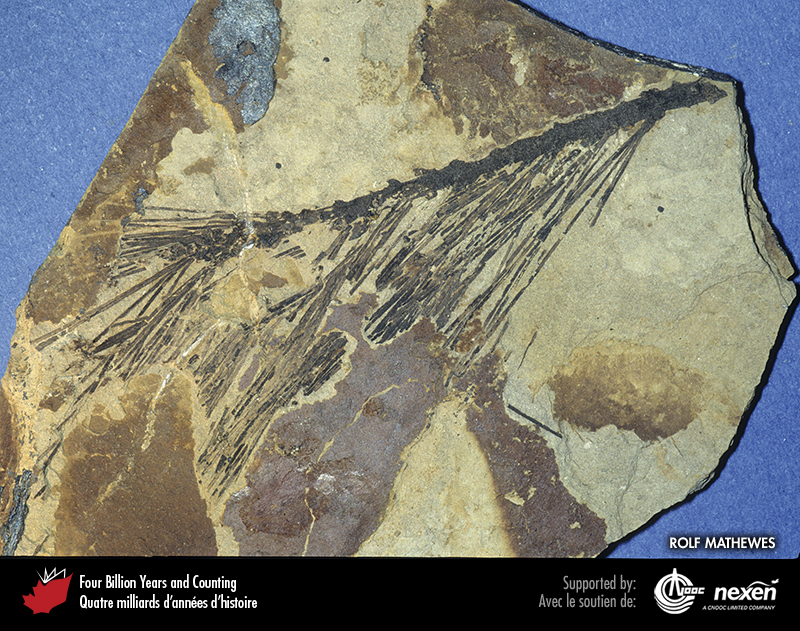 ROLF MATHEWES
Four Billion Years and Counting
Quatre milliards d'années d'histoire
Supported by:
Avec le soutien de:
CNOOC
nexen
A CNOOC LIMITED COMPANY